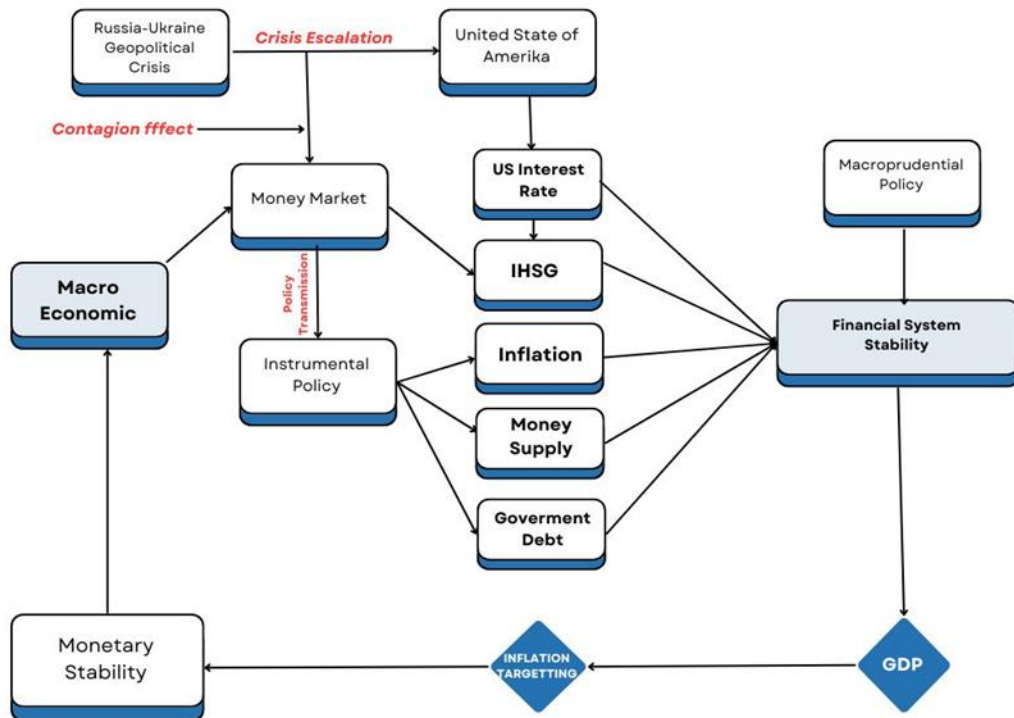 Russia-Ukraine
Geopolitical
Crisis
Crisis Escalation
United State of
Amerika
Contagion fffect
Money Market
US Interest
Rate
Macroprudential
Policy
IHSG
Macro
Economic
Policy
Transmission
Financial System
Stability
Instrumental
Policy
Inflation
Money
Supply
Goverment
Debt
Monetary
Stability
INFLATION
TARGETTING
GDP